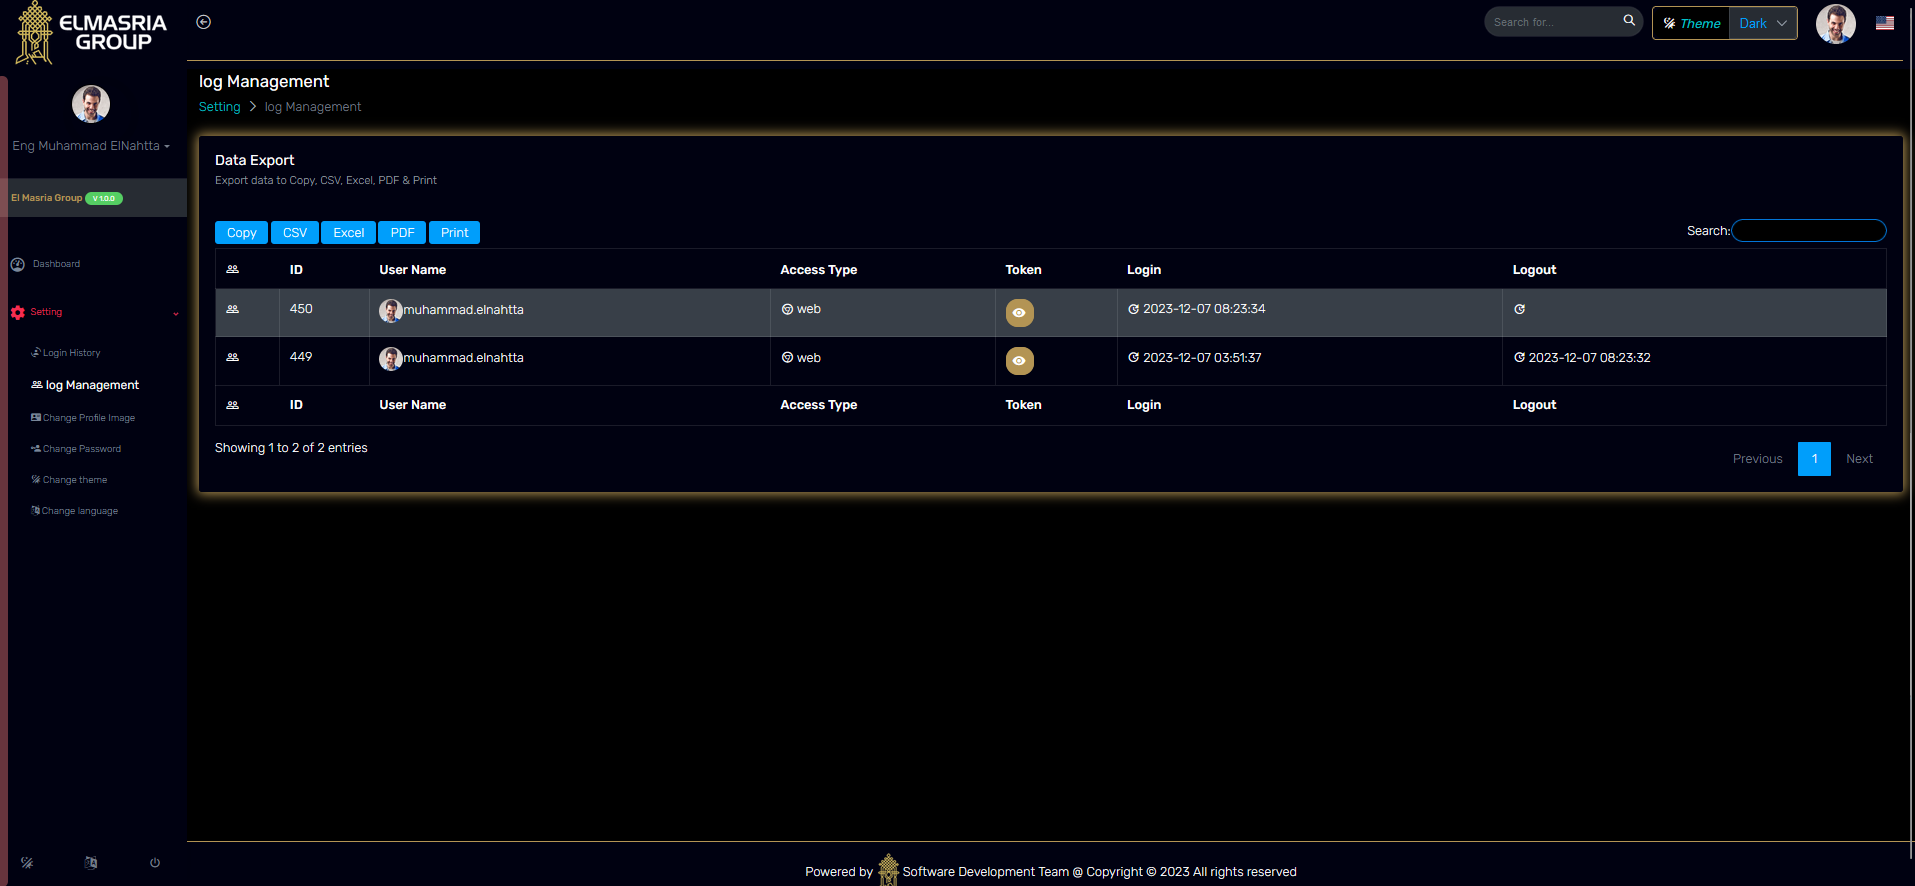 ELMASRIA
GROUP
Search for...
Theme
Dark
log Management
Setting
log Management
Eng Muhammad ElNahtta
El Masria Group V 1.0.0
Dashboard
Setting
Login History
log Management
Change Profile Image
Change Password
Change theme
Change language
Data Export
Export data to Copy, CSV, Excel, PDF & Print
Copy
CSV
Excel
PDF
Print
Search:
ID User Name Access Type Token Login Logout
450 muhammad.elnahtta web 2023-12-07 08:23:34
449 muhammad.elnahtta web 2023-12-07 03:51:37 2023-12-07 08:23:32
ID User Name Access Type Token Login Logout
Showing 1 to 2 of 2 entries
Previous 1 Next
Powered by Software Development Team @ Copyright © 2023 All rights reserved